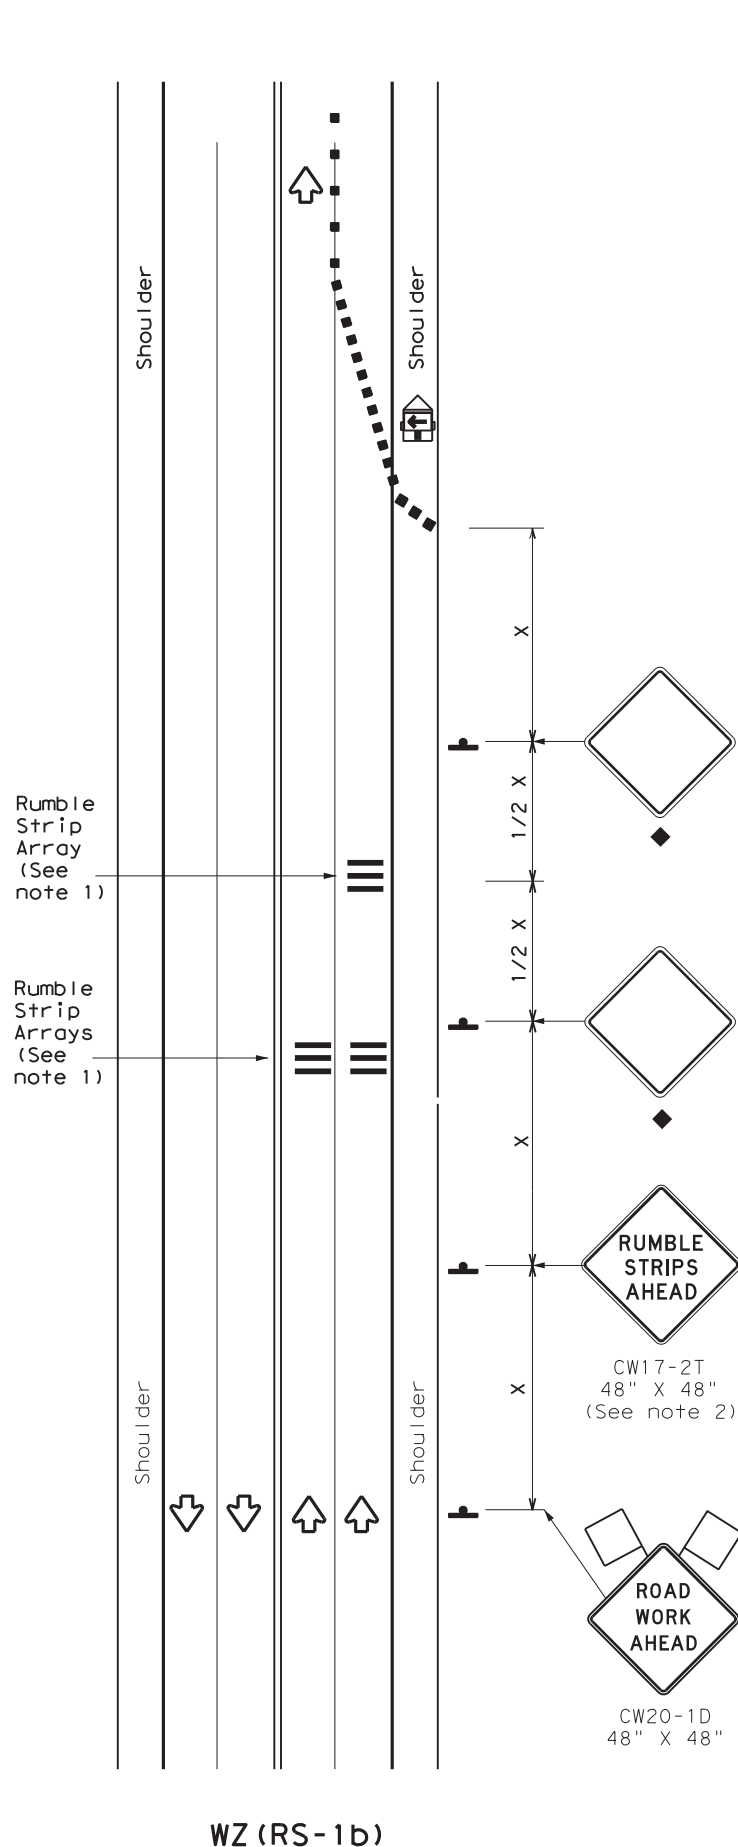 Shoulder
Shoulder
X
Rumble
Strip
Array
(See
note 1)
1/2 X
1/2 X
Rumble
Strip
Arrays
(See
note 1)
X
RUMBLE
STRIPS
AHEAD
CW17-2T
48" X 48"
(See note 2)
X
Shoulder
Shoulder
ROAD
WORK
AHEAD
CW20-1D
48" X 48"
WZ(RS-1b)